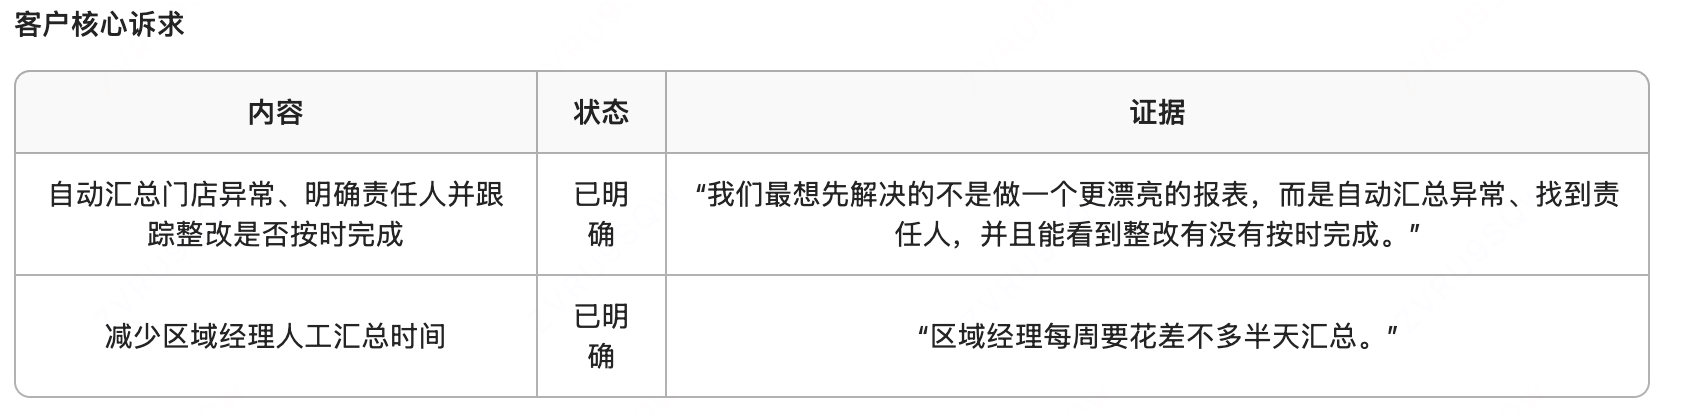 客户核心诉求
内容 状态 证据
自动汇总门店异常、明确责任人并跟
踪整改是否按时完成
已明
确
“我们最想先解决的不是做一个更漂亮的报表，而是自动汇总异常、找到责
任人，并且能看到整改有没有按时完成。”
减少区域经理人工汇总时间
已明
确
“区域经理每周要花差不多半天汇总。”